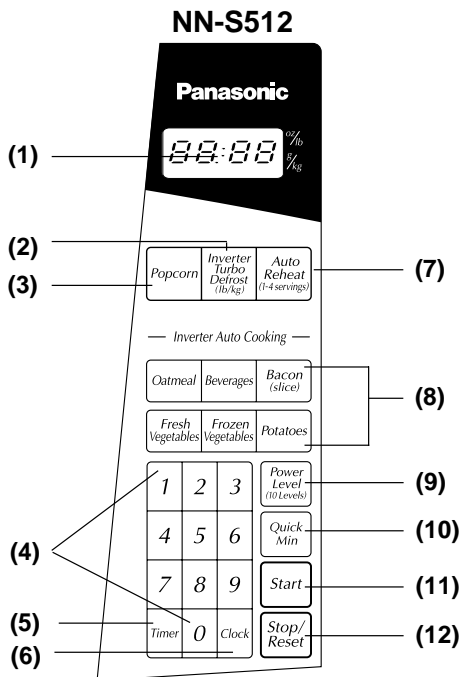 NN-S512
Panasonic
(1)
88:88
oz/lb
g/kg
(2)
(3)
Popcorn
Inverter
Turbo
Defrost
(lb/kg)
Auto
Reheat
(1-4 servings)
(7)
Inverter Auto Cooking
Oatmeal
Beverages
Bacon
(slice)
(8)
Fresh
Vegetables
Frozen
Vegetables
Potatoes
1 2 3
Power
Level
(10 Levels)
(9)
4 5 6
Quick
Min
(10)
(4)
7 8 9
Start
(11)
(5)
(6)
Timer
0
Clock
Stop/
Reset
(12)